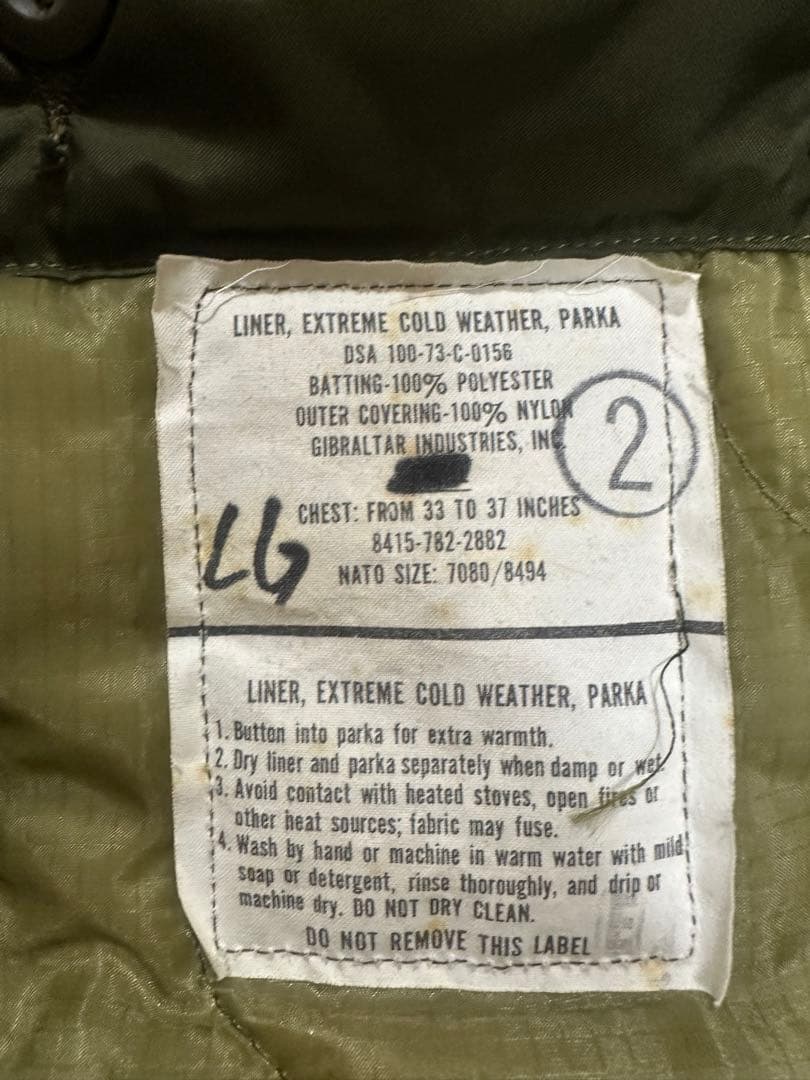 LINER, EXTREME COLD WEATHER, PARKA
DSA 100-73-C-0156
BATTING-100% POLYESTER
OUTER COVERING-100% NYLON
GIBRALTAR INDUSTRIES, INC.
2
CHEST: FROM 33 TO 37 INCHES
LG
8415-782-2882
NATO SIZE: 7080/8494
LINER, EXTREME COLD WEATHER, PARKA
1. Button into parka for extra warmth.
2. Dry liner and parka separately when damp or wet.
3. Avoid contact with heated stoves, open fires or
other heat sources; fabric may fuse.
4. Wash by hand or machine in warm water with mild
soap or detergent, rinse thoroughly, and drip or
machine dry. DO NOT DRY CLEAN.
DO NOT REMOVE THIS LABEL